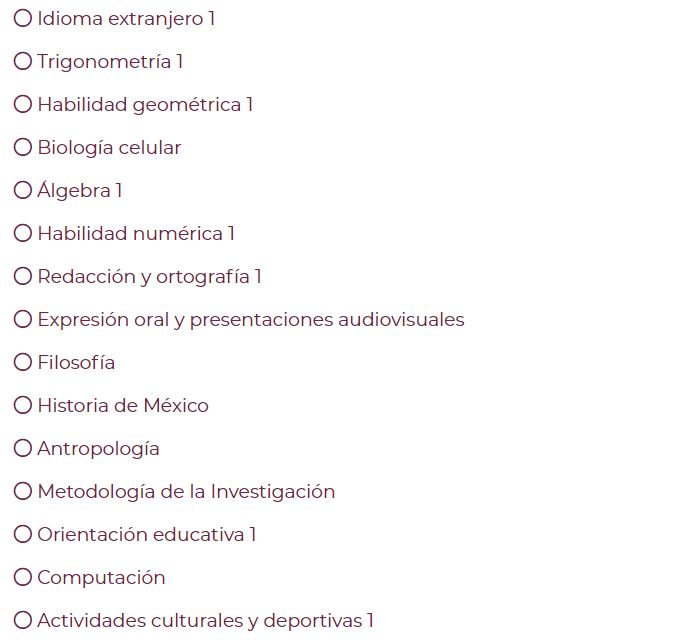 Idioma extranjero 1
Trigonometría 1
Habilidad geométrica 1
Biología celular
Álgebra 1
Habilidad numérica 1
Redacción y ortografía 1
Expresión oral y presentaciones audiovisuales
Filosofía
Historia de México
Antropología
Metodología de la Investigación
Orientación educativa 1
Computación
Actividades culturales y deportivas 1